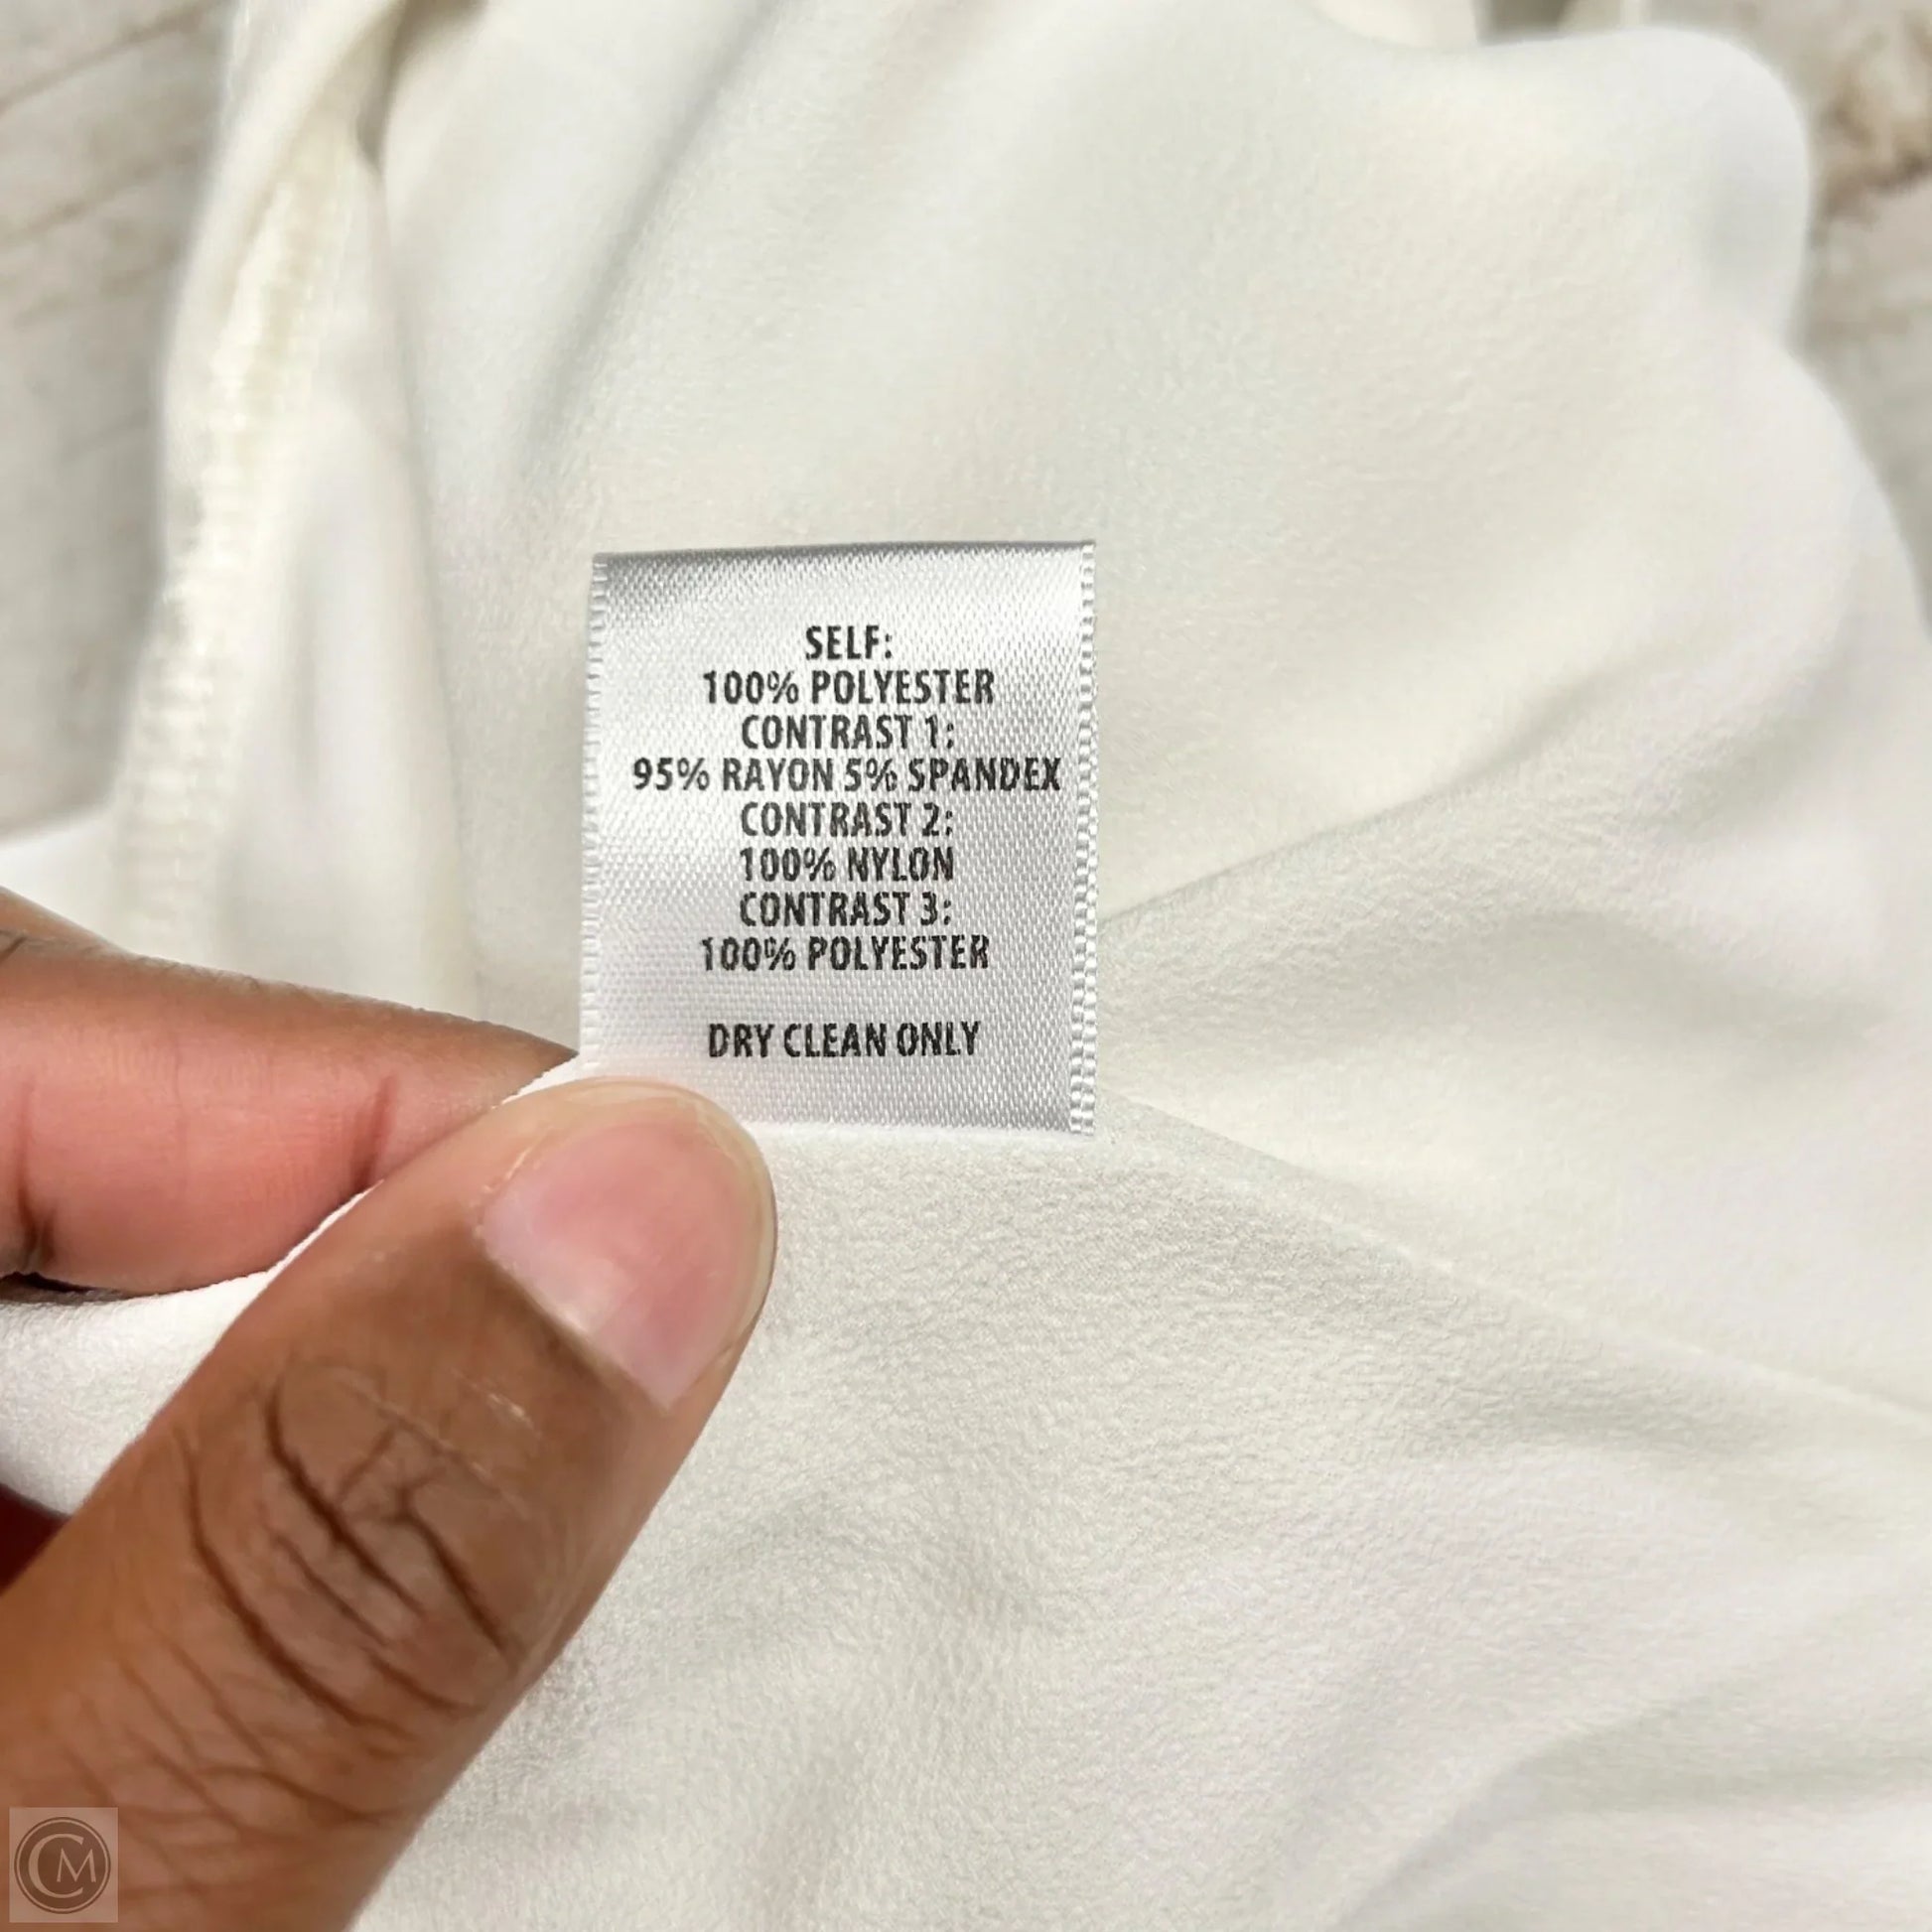 SELF:
100% POLYESTER
CONTRAST 1:
95% RAYON 5% SPANDEX
CONTRAST 2:
100% NYLON
CONTRAST 3:
100% POLYESTER
DRY CLEAN ONLY
CM